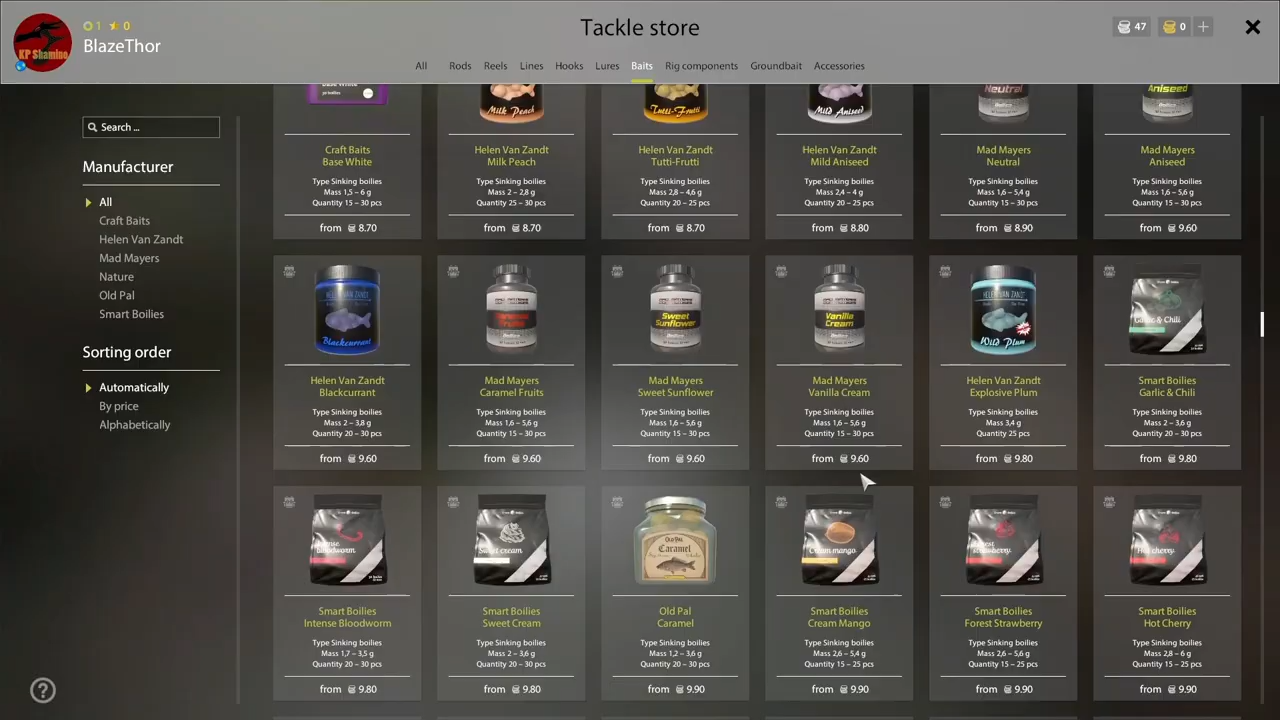 1 0
BlazeThor
KP Shamino
Tackle store
47
0
+
All Rods Reels Lines Hooks Lures Baits Rig components Groundbait Accessories
Search ...
Manufacturer
All
Craft Baits
Helen Van Zandt
Mad Mayers
Nature
Old Pal
Smart Boilies
Sorting order
Automatically
By price
Alphabetically
?
Milk Peach
Tutti-Frutti
Mild Aniseed
Neutral
Aniseed
Craft Baits
Base White
Type Sinking boilies
Mass 1,5 – 6 g
Quantity 15 – 30 pcs
from 8.70
Helen Van Zandt
Milk Peach
Type Sinking boilies
Mass 2 – 2,8 g
Quantity 25 – 30 pcs
from 8.70
Helen Van Zandt
Tutti-Frutti
Type Sinking boilies
Mass 2,8 – 4,6 g
Quantity 20 – 25 pcs
from 8.70
Helen Van Zandt
Mild Aniseed
Type Sinking boilies
Mass 2,4 – 4 g
Quantity 20 – 25 pcs
from 8.80
Mad Mayers
Neutral
Type Sinking boilies
Mass 1,6 – 5,4 g
Quantity 15 – 30 pcs
from 8.90
Mad Mayers
Aniseed
Type Sinking boilies
Mass 1,6 – 5,6 g
Quantity 15 – 30 pcs
from 9.60
HELEN VAN ZANDT
Blackcurrant
Helen Van Zandt
Blackcurrant
Type Sinking boilies
Mass 2 – 3,8 g
Quantity 20 – 30 pcs
from 9.60
Mad Mayers
Caramel Fruits
Type Sinking boilies
Mass 1,6 – 5,6 g
Quantity 15 – 30 pcs
from 9.60
Sweet
Sunflower
Mad Mayers
Sweet Sunflower
Type Sinking boilies
Mass 1,6 – 5,6 g
Quantity 15 – 30 pcs
from 9.60
Vanilla
Cream
Mad Mayers
Vanilla Cream
Type Sinking boilies
Mass 1,6 – 5,6 g
Quantity 15 – 30 pcs
from 9.60
HELEN VAN ZANDT
Wild Plum
Helen Van Zandt
Explosive Plum
Type Sinking boilies
Mass 3,4 g
Quantity 25 pcs
from 9.80
Garlic & Chili
Smart Boilies
Garlic & Chili
Type Sinking boilies
Mass 2 – 3,6 g
Quantity 20 – 30 pcs
from 9.80
Smart Boilies
Intense Bloodworm
Type Sinking boilies
Mass 1,7 – 3,5 g
Quantity 20 – 30 pcs
from 9.80
Sweet cream
Smart Boilies
Sweet Cream
Type Sinking boilies
Mass 2 – 3,6 g
Quantity 20 – 30 pcs
from 9.80
OLD PAL
Caramel
Old Pal
Caramel
Type Sinking boilies
Mass 1,2 – 3,6 g
Quantity 20 – 30 pcs
from 9.90
Cream mango
Smart Boilies
Cream Mango
Type Sinking boilies
Mass 2,6 – 5,4 g
Quantity 15 – 25 pcs
from 9.90
Smart Boilies
Forest Strawberry
Type Sinking boilies
Mass 2,6 – 5,6 g
Quantity 15 – 25 pcs
from 9.90
Hot cherry
Smart Boilies
Hot Cherry
Type Sinking boilies
Mass 2,8 – 6 g
Quantity 15 – 25 pcs
from 9.90